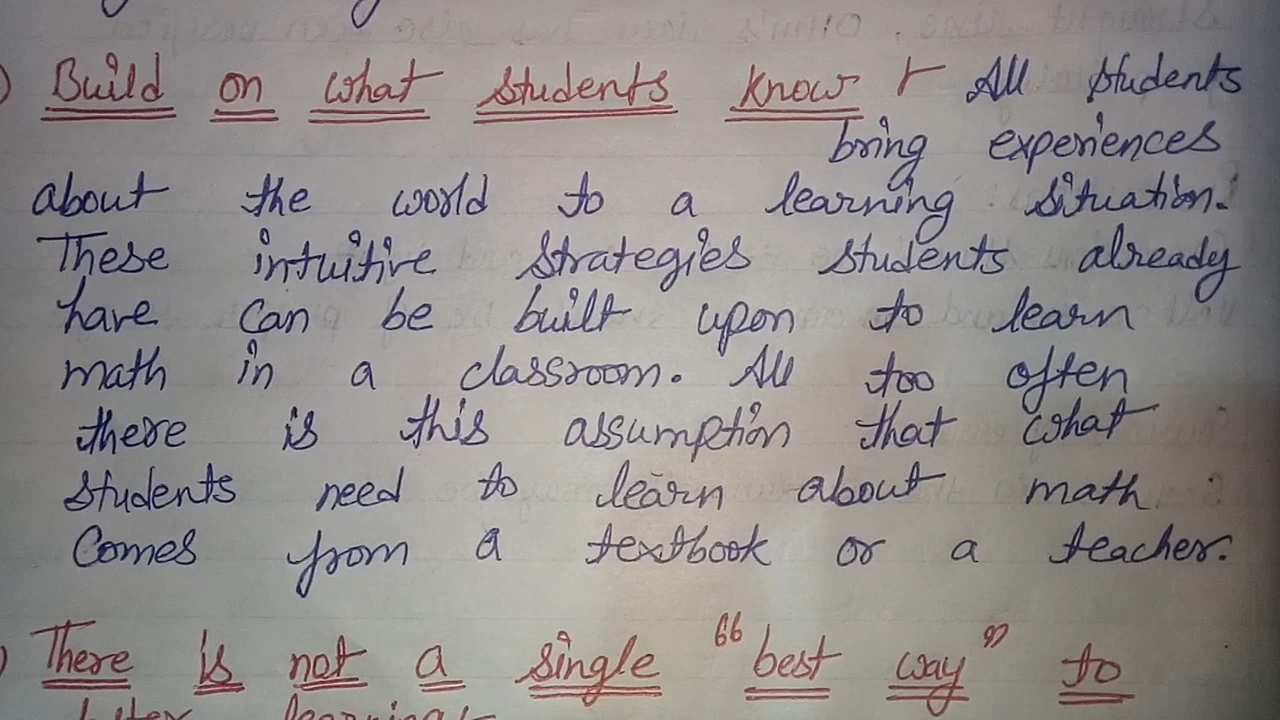 ) Build on what students know :- All students
bring experiences
about the world to a learning situation.
These intuitive strategies students already
have can be built upon to learn
math in a classroom. All too often
there is this assumption that what
students need to learn about math
Comes from a textbook or a teacher.
) There is not a single "best way" to